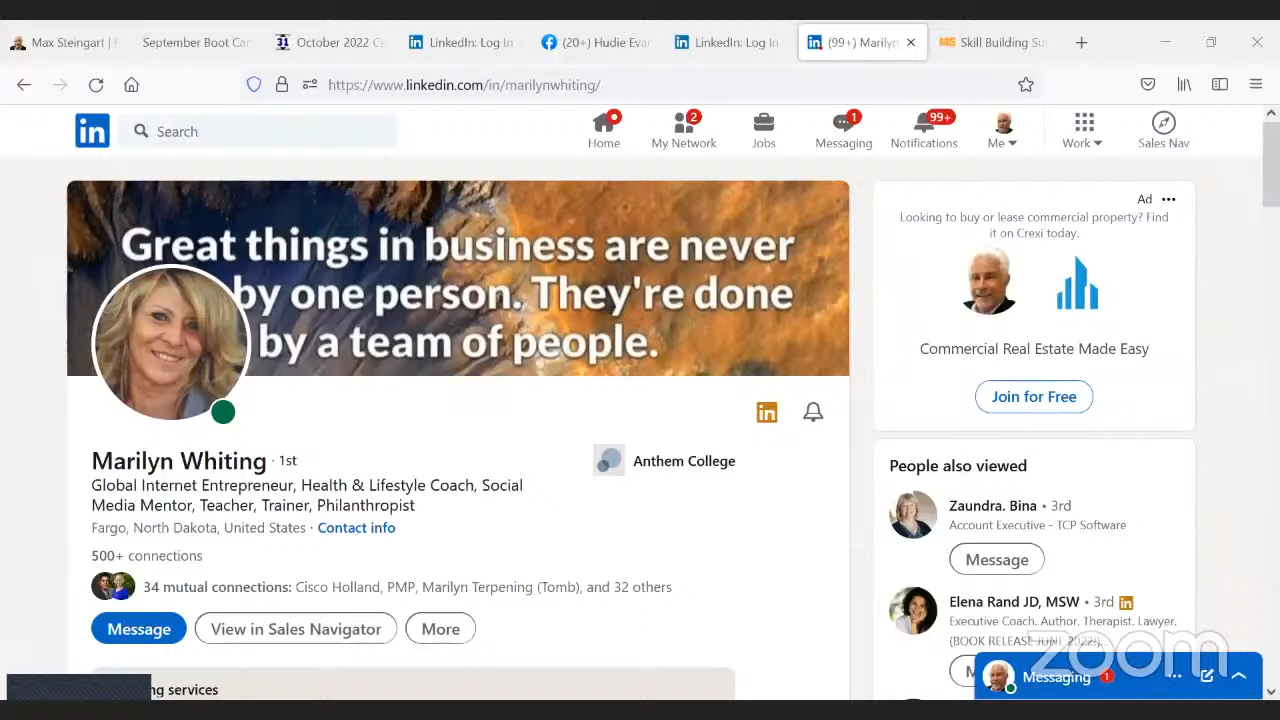 Max Steingart | F
September Boot Car
31 October 2022 C
LinkedIn: Log In
(20+) Hudie Evan
LinkedIn: Log In
(99+) Marilyn
MS Skill Building Su
https://www.linkedin.com/in/marilynwhiting/
in Search
Home
My Network 2
Jobs
Messaging 1
Notifications 99+
Me
Work
Sales Nav
Great things in business are never
by one person. They're done
by a team of people.
in
Marilyn Whiting · 1st
Global Internet Entrepreneur, Health & Lifestyle Coach, Social
Media Mentor, Teacher, Trainer, Philanthropist
Fargo, North Dakota, United States · Contact info
500+ connections
34 mutual connections: Cisco Holland, PMP, Marilyn Terpening (Tomb), and 32 others
Message
View in Sales Navigator
More
ng services
Anthem College
Ad
Looking to buy or lease commercial property? Find
it on Crexi today.
Commercial Real Estate Made Easy
Join for Free
People also viewed
Zaundra. Bina • 3rd
Account Executive - TCP Software
Message
Elena Rand JD, MSW • 3rd in
Executive Coach. Author. Therapist. Lawyer.
(BOOK RELEASE JUNE, 2022!)...
M
Messaging 1
zoom